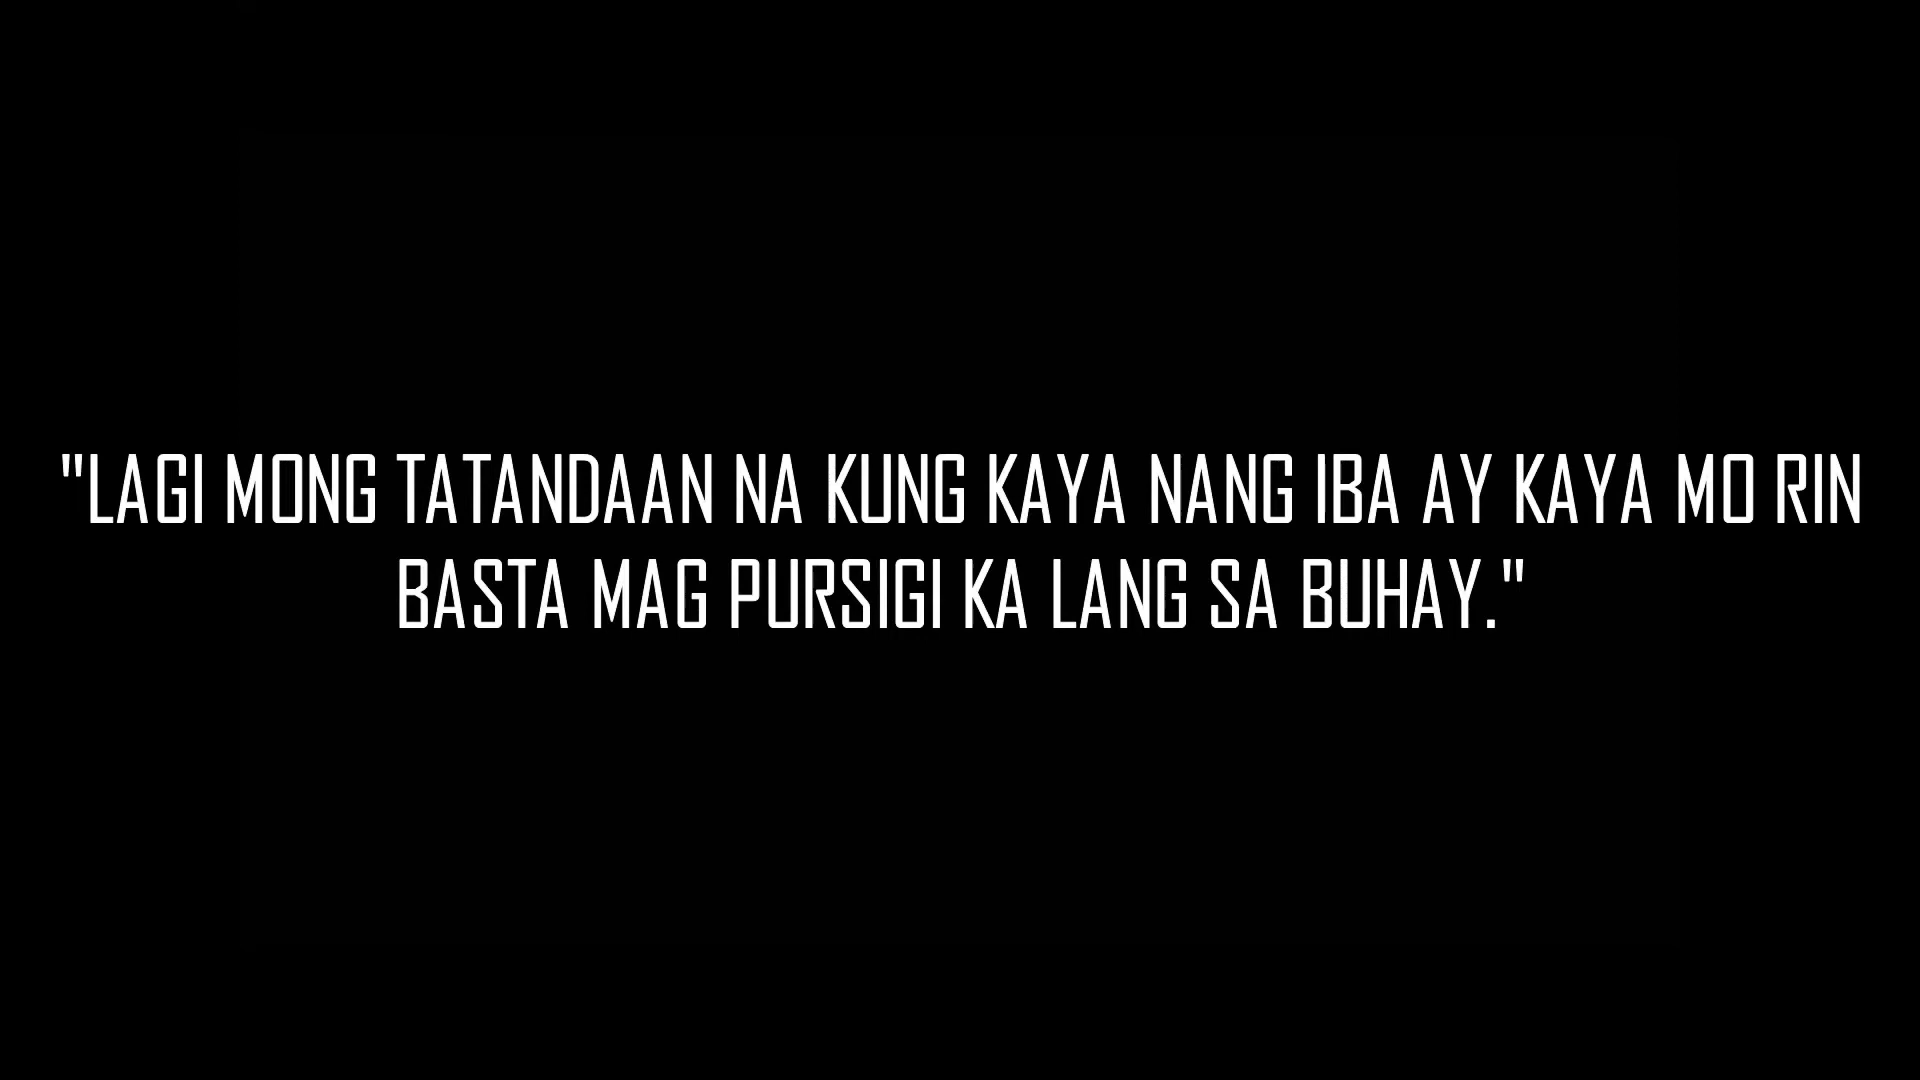 "LAGI MONG TATANDAAN NA KUNG KAYA NANG IBA AY KAYA MO RIN
BASTA MAG PURSIGI KA LANG SA BUHAY."